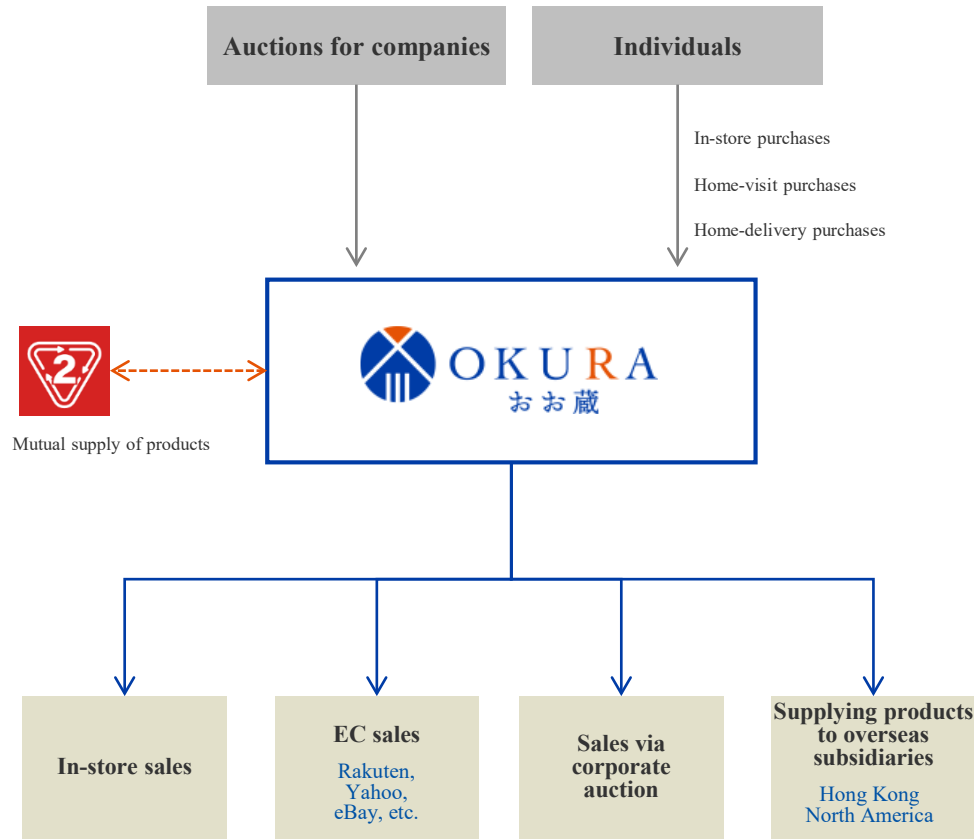 Auctions for companies
Individuals
In-store purchases
Home-visit purchases
Home-delivery purchases
2
OKURA
おお蔵
Mutual supply of products
In-store sales
EC sales
Rakuten,
Yahoo,
eBay, etc.
Sales via
corporate
auction
Supplying products
to overseas
subsidiaries
Hong Kong
North America